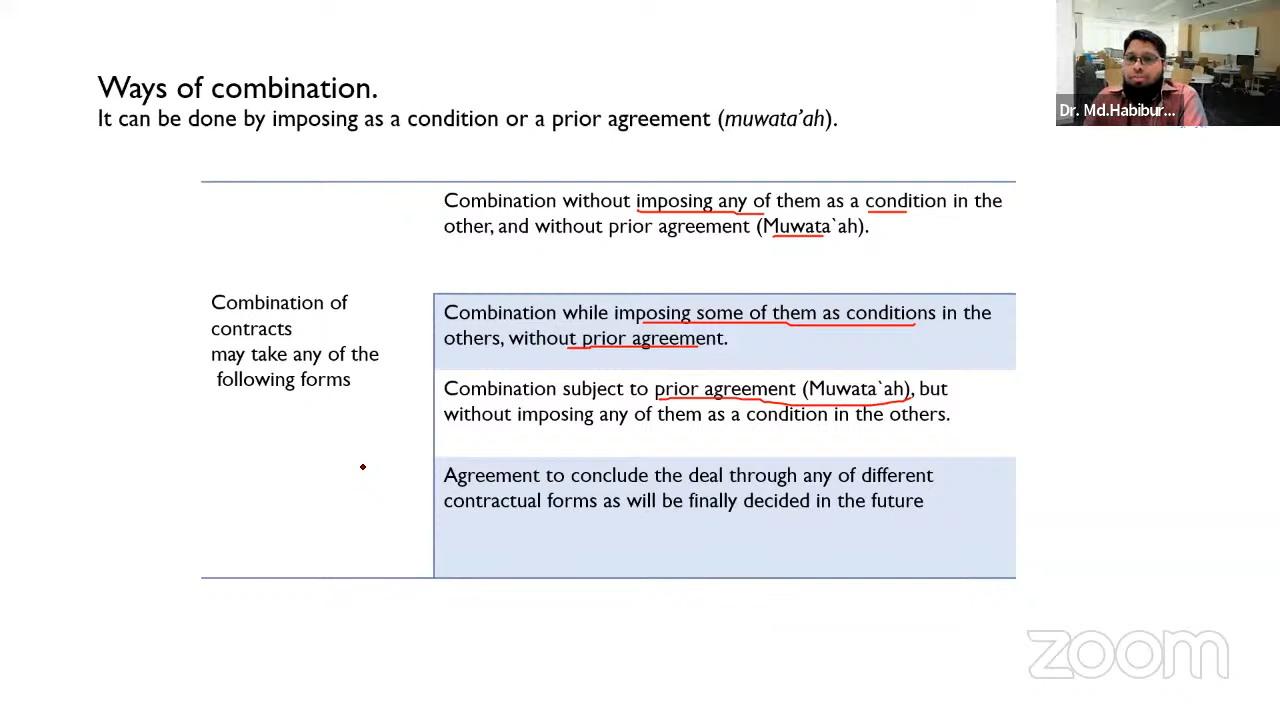 Ways of combination.
It can be done by imposing as a condition or a prior agreement (muwata’ah).
Dr. Md.Habibur...
Combination without imposing any of them as a condition in the
other, and without prior agreement (Muwata`ah).
Combination of
contracts
may take any of the
following forms
Combination while imposing some of them as conditions in the
others, without prior agreement.
Combination subject to prior agreement (Muwata`ah), but
without imposing any of them as a condition in the others.
Agreement to conclude the deal through any of different
contractual forms as will be finally decided in the future
zoom